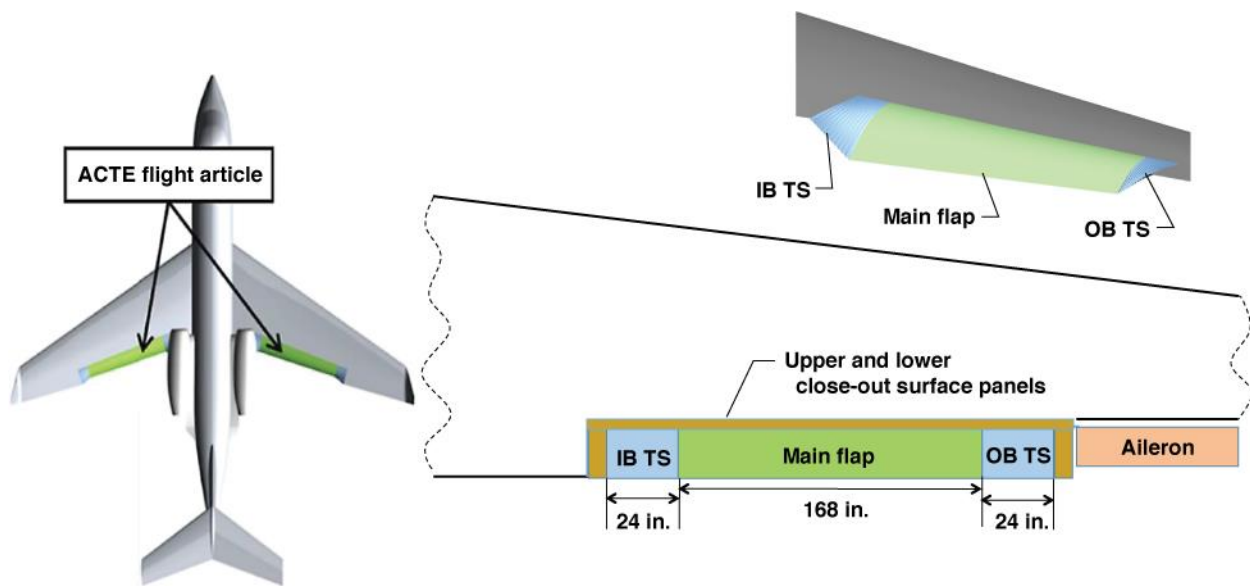 ACTE flight article
IB TS
Main flap
OB TS
Upper and lower
close-out surface panels
IB TS
Main flap
OB TS
Aileron
24 in.
168 in.
24 in.